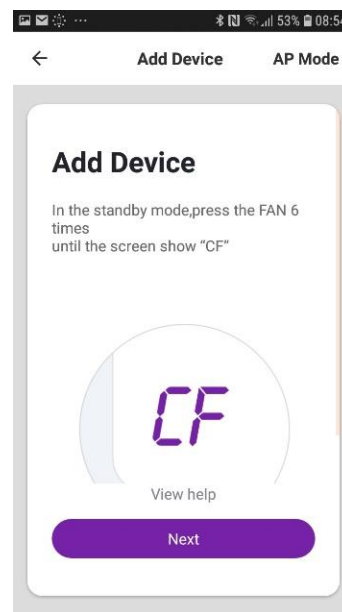 53% 08:54
Add Device AP Mode
Add Device
In the standby mode,press the FAN 6
times
until the screen show “CF”
CF
View help
Next